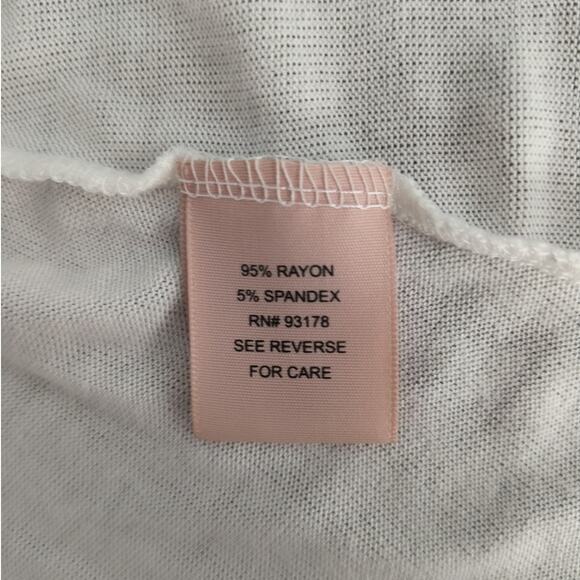 95% RAYON
5% SPANDEX
RN# 93178
SEE REVERSE
FOR CARE